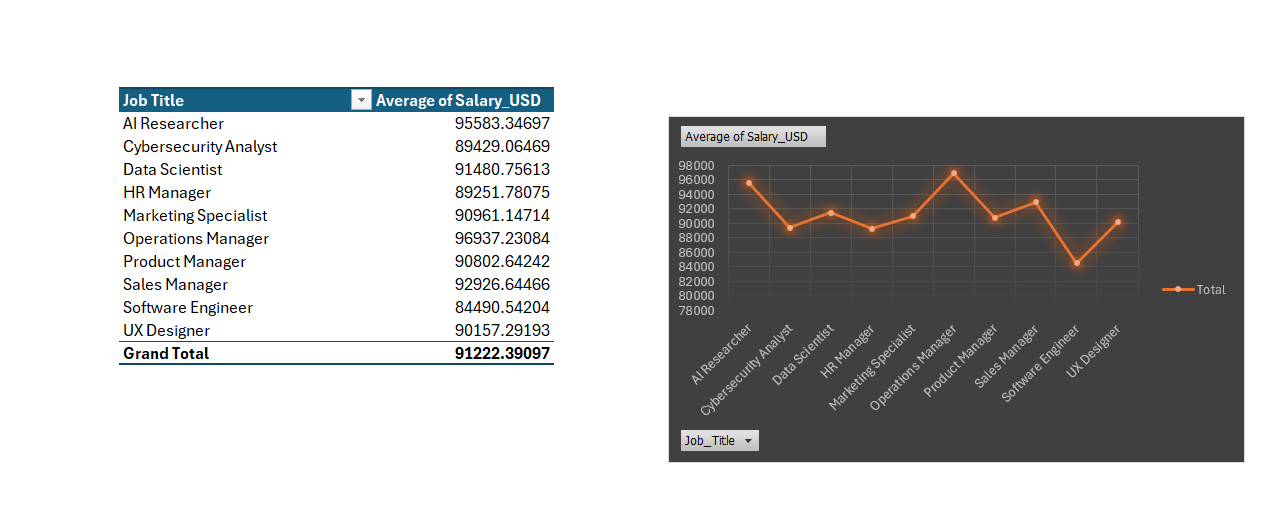 Job Title Average of Salary_USD
AI Researcher 95583.34697
Cybersecurity Analyst 89429.06469
Data Scientist 91480.75613
HR Manager 89251.78075
Marketing Specialist 90961.14714
Operations Manager 96937.23084
Product Manager 90802.64242
Sales Manager 92926.64466
Software Engineer 84490.54204
UX Designer 90157.29193
Grand Total 91222.39097
Average of Salary_USD
98000
96000
94000
92000
90000
88000
86000
84000
82000
80000
78000
Total
AI Researcher
Cybersecurity Analyst
Data Scientist
HR Manager
Marketing Specialist
Operations Manager
Product Manager
Sales Manager
Software Engineer
UX Designer
Job_Title